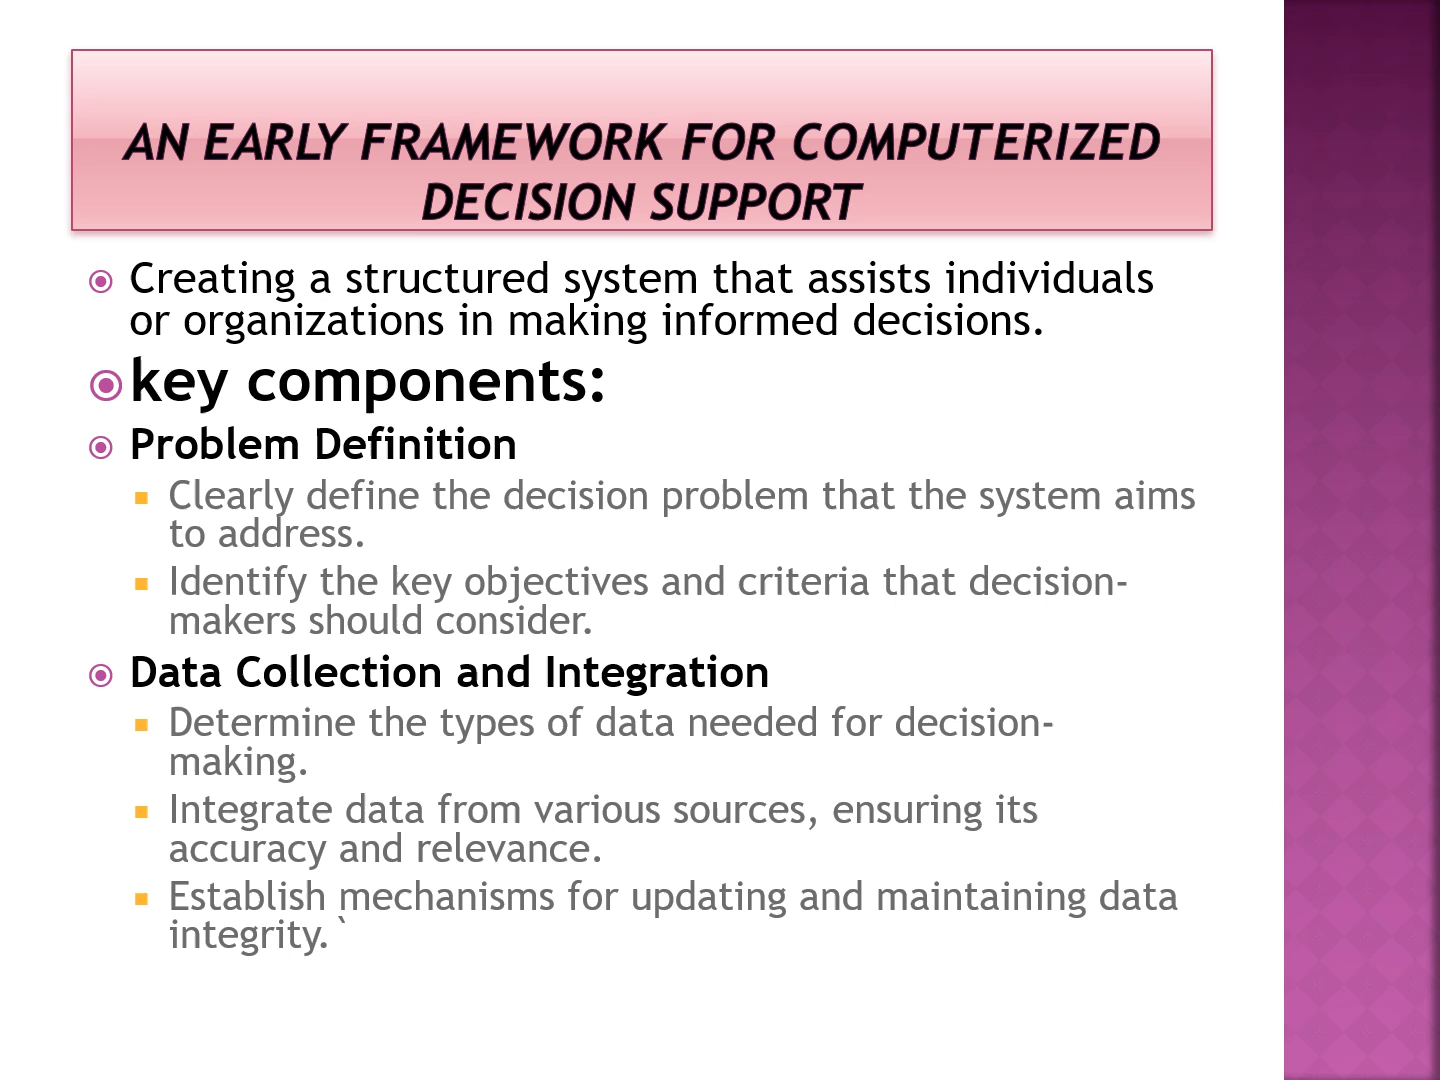 AN EARLY FRAMEWORK FOR COMPUTERIZED
DECISION SUPPORT
Creating a structured system that assists individuals
or organizations in making informed decisions.
key components:
Problem Definition
Clearly define the decision problem that the system aims
to address.
Identify the key objectives and criteria that decision-
makers should consider.
Data Collection and Integration
Determine the types of data needed for decision-
making.
Integrate data from various sources, ensuring its
accuracy and relevance.
Establish mechanisms for updating and maintaining data
integrity.`